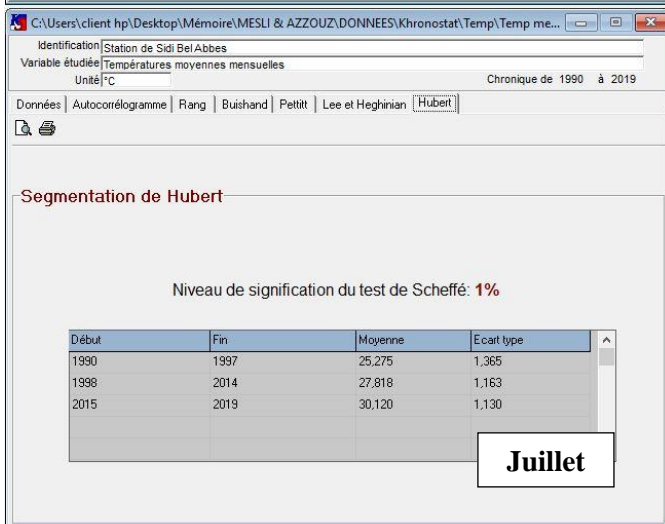 C:\Users\client hp\Desktop\Mémoire\MESLI & AZZOUZ\DONNEES\Khronostat\Temp\Temp me...
Identification Station de Sidi Bel Abbes
Variable étudiée Températures moyennes mensuelles
Unité °C Chronique de 1990 à 2019
Données Autocorrélogramme Rang Buishand Pettitt Lee et Heghinian Hubert
Segmentation de Hubert
Niveau de signification du test de Scheffé: 1%
Début Fin Moyenne Ecart type
1990 1997 25,275 1,365
1998 2014 27,818 1,163
2015 2019 30,120 1,130
Juillet